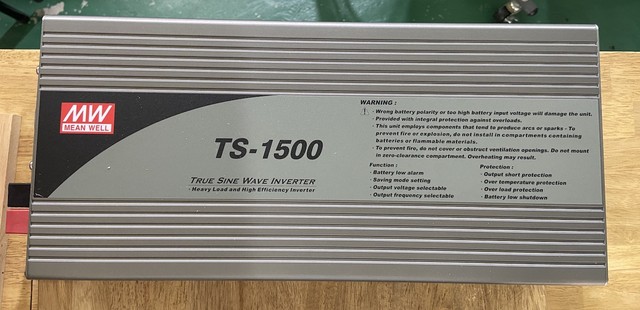 MW
MEAN WELL
TS-1500
TRUE SINE WAVE INVERTER
· Heavy Load and High Efficiency Inverter
WARNING :
· Wrong battery polarity or too high battery input voltage will damage the unit.
· Provided with integral protection against overloads.
· This unit employs components that tend to produce arcs or sparks - To
prevent fire or explosion, do not install in compartments containing
batteries or flammable materials.
· To prevent fire, do not cover or obstruct ventilation openings. Do not mount
in zero-clearance compartment. Overheating may result.
Function :
· Battery low alarm
· Saving mode setting
· Output voltage selectable
· Output frequency selectable
Protection :
· Output short protection
· Over temperature protection
· Over load protection
· Battery low shutdown